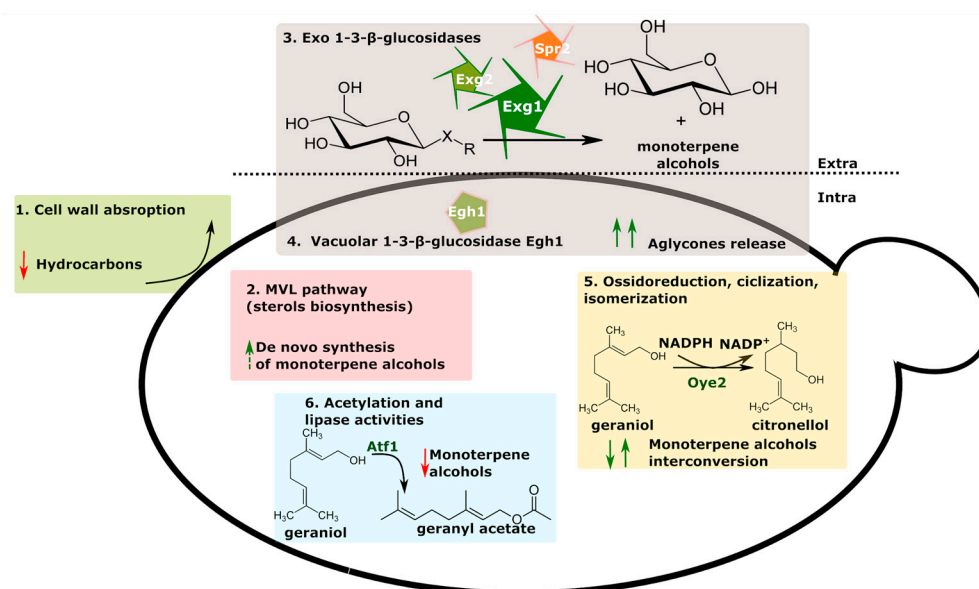 3. Exo 1-3-β-glucosidases
Spr2
Exg2
Exg1
OH
HO
HO
OH
O
X
R
OH
HO
HO
OH
O
OH
+
monoterpene
alcohols
Extra
Intra
Egh1
4. Vacuolar 1-3-β-glucosidase Egh1
Aglycones release
1. Cell wall absroption
Hydrocarbons
2. MVL pathway
(sterols biosynthesis)
De novo synthesis
of monoterpene alcohols
5. Ossidoreduction, ciclization,
isomerization
CH3
OH
H3C
CH3
geraniol
NADPH
NADP+
Oye2
CH3
OH
H3C
CH3
citronellol
Monoterpene alcohols
interconversion
6. Acetylation and
lipase activities
CH3
OH
H3C
CH3
geraniol
Atf1
Monoterpene
alcohols
O
O
geranyl acetate